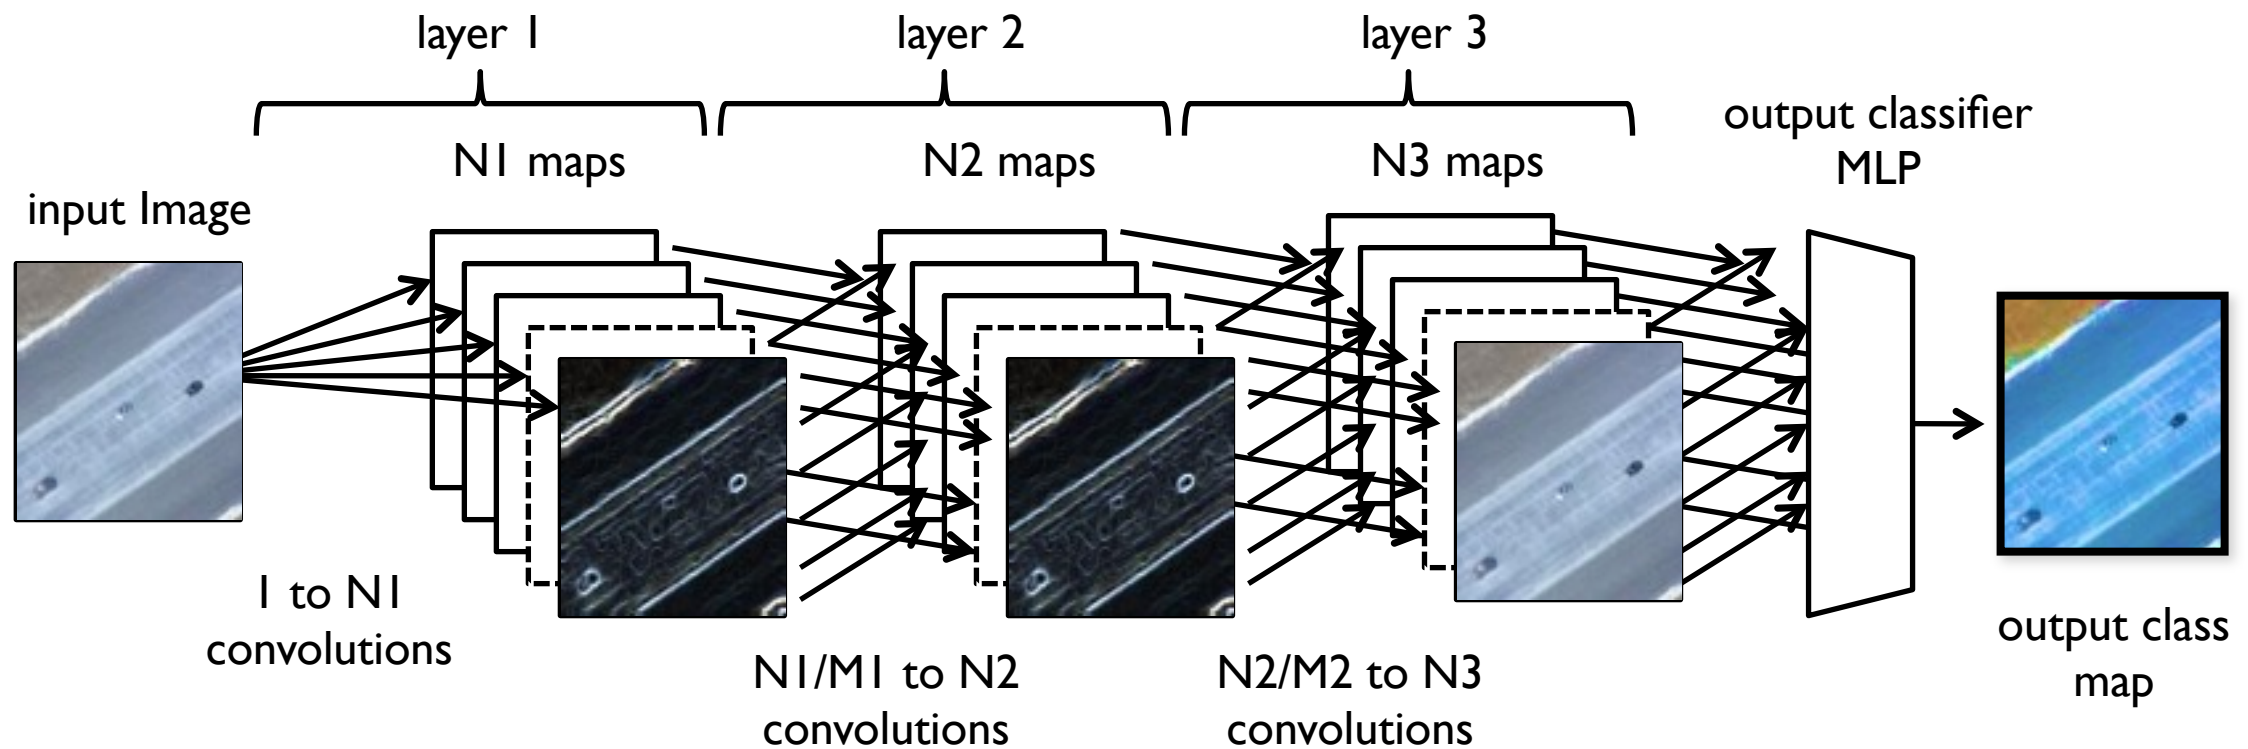 layer 1
layer 2
layer 3
output classifier
MLP
N1 maps
N2 maps
N3 maps
input Image
1 to N1
convolutions
N1/M1 to N2
convolutions
N2/M2 to N3
convolutions
output class
map